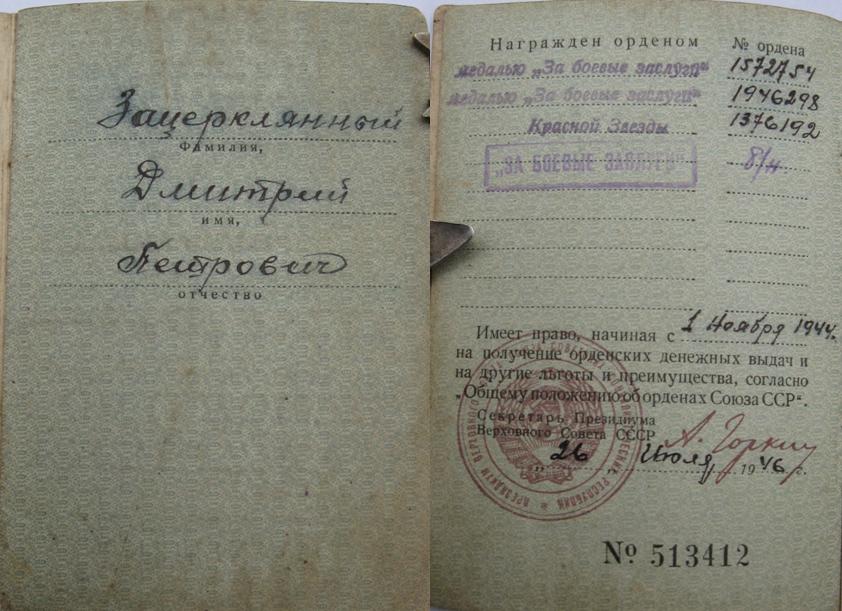 Зацерклянный
Фамилия,
Дмитрий
имя,
Петрович
отчество
Награжден орденом № ордена
медалью „За боевые заслуги“ 1572754
медалью „За боевые заслуги“ 1946298
Красной Звезды 1376192
"ЗА БОЕВЫЕ ЗАСЛУГИ" б/н.
Имеет право, начиная с 1 Ноября 1944г.
на получение орденских денежных выдач и
на другие льготы и преимущества, согласно
„Общему положению об орденах Союза ССР“.
Секретарь Президиума
Верховного Совета СССР А. Горкин
„26„ Июля 1946 г.
№ 513412